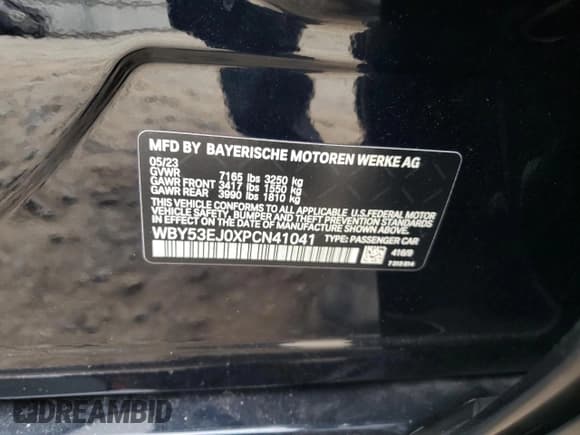 MFD BY BAYERISCHE MOTOREN WERKE AG
05/23
GVWR 7165 lbs 3250 kg
GAWR FRONT 3417 lbs 1550 kg
GAWR REAR 3990 lbs 1810 kg
THIS VEHICLE CONFORMS TO ALL APPLICABLE U.S.FEDERAL MOTOR
VEHICLE SAFETY, BUMPER, AND THEFT PREVENTION STANDARDS
IN EFFECT ON THE DATE OF MANUFACTURE SHOWN ABOVE.
WBY53EJ0XPCN41041 TYPE: PASSENGER CAR
416/9
DREAMBID